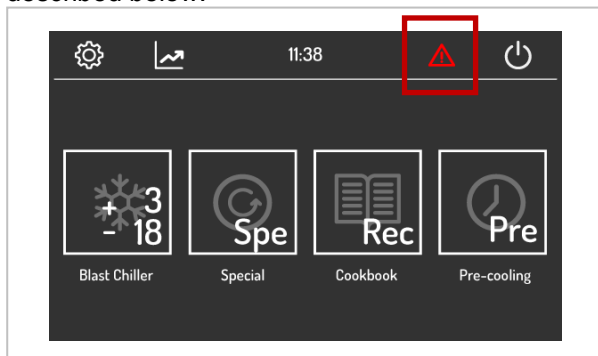 described below:
11:38
+3
-18
Spe
Rec
Pre
Blast Chiller
Special
Cookbook
Pre-cooling